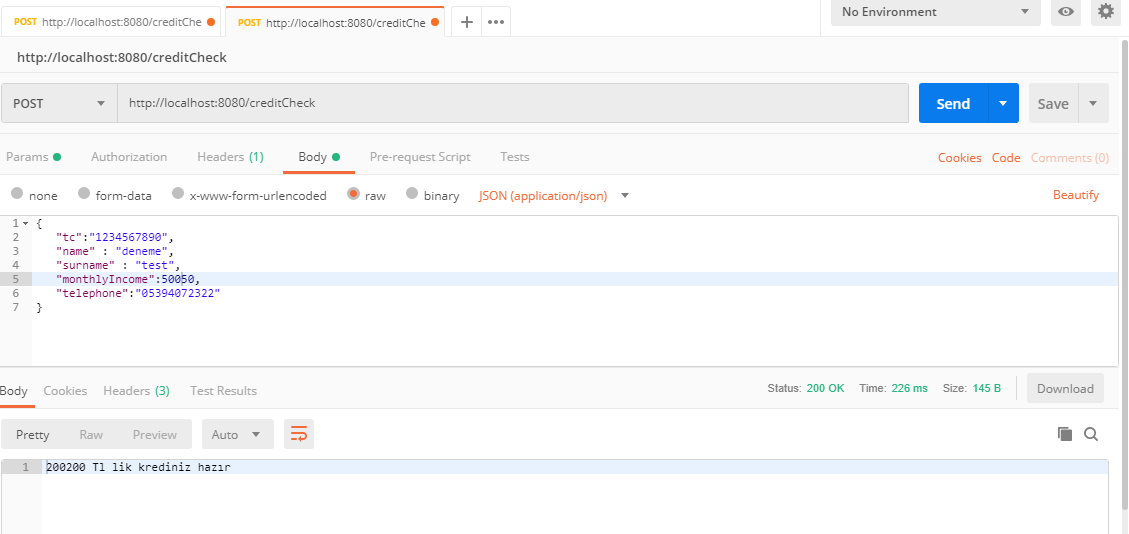 POST http://localhost:8080/creditChe
POST http://localhost:8080/creditChe
No Environment
http://localhost:8080/creditCheck
POST http://localhost:8080/creditCheck Send Save
Params Authorization Headers (1) Body Pre-request Script Tests Cookies Code Comments (0)
none form-data x-www-form-urlencoded raw binary JSON (application/json) Beautify
1 {
2 "tc":"1234567890",
3 "name" : "deneme",
4 "surname" : "test",
5 "monthlyIncome":50050,
6 "telephone":"05394072322"
7 }
Body Cookies Headers (3) Test Results Status: 200 OK Time: 226 ms Size: 145 B Download
Pretty Raw Preview Auto
1 200200 Tl lik krediniz hazır